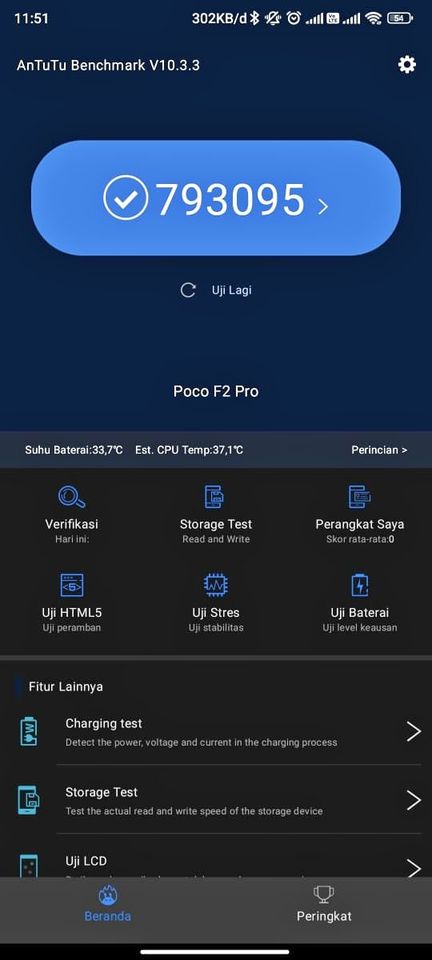 11:51
302KB/d
54
AnTuTu Benchmark V10.3.3
793095
Uji Lagi
Poco F2 Pro
Suhu Baterai:33,7℃ Est. CPU Temp:37,1℃ Perincian >
Verifikasi
Hari ini:
Storage Test
Read and Write
Perangkat Saya
Skor rata-rata:0
Uji HTML5
Uji peramban
Uji Stres
Uji stabilitas
Uji Baterai
Uji level keausan
Fitur Lainnya
Charging test
Detect the power, voltage and current in the charging process
Storage Test
Test the actual read and write speed of the storage device
Uji LCD
Beranda
Peringkat